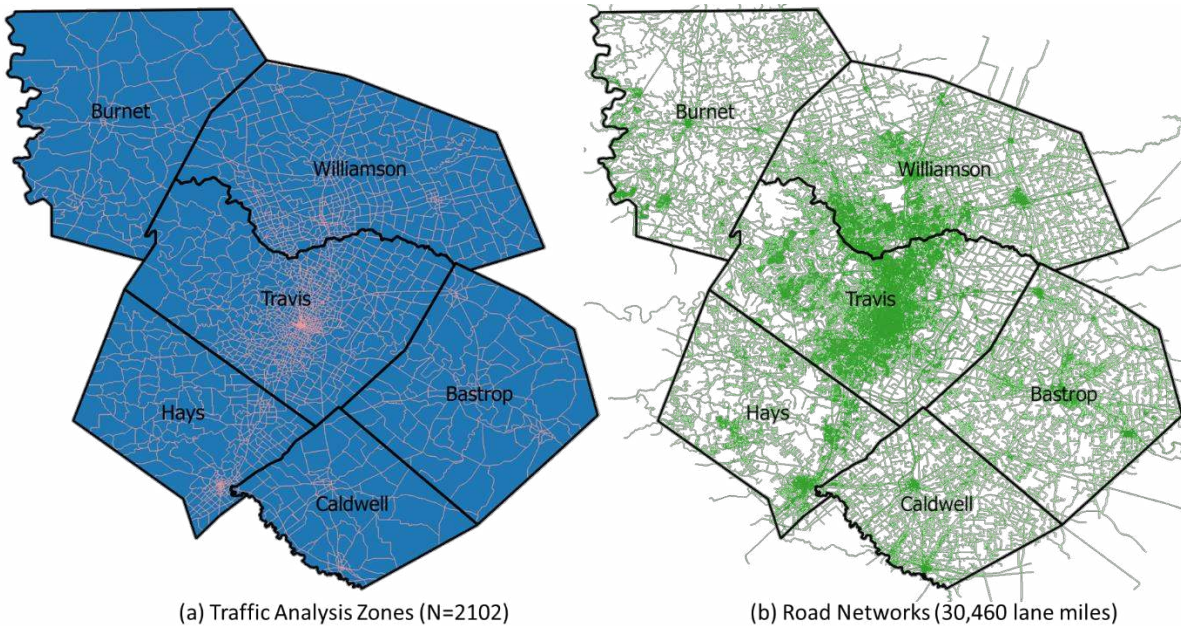 Burnet
Williamson
Travis
Hays
Bastrop
Caldwell
(a) Traffic Analysis Zones (N=2102)
Burnet
Williamson
Travis
Hays
Bastrop
Caldwell
(b) Road Networks (30,460 lane miles)